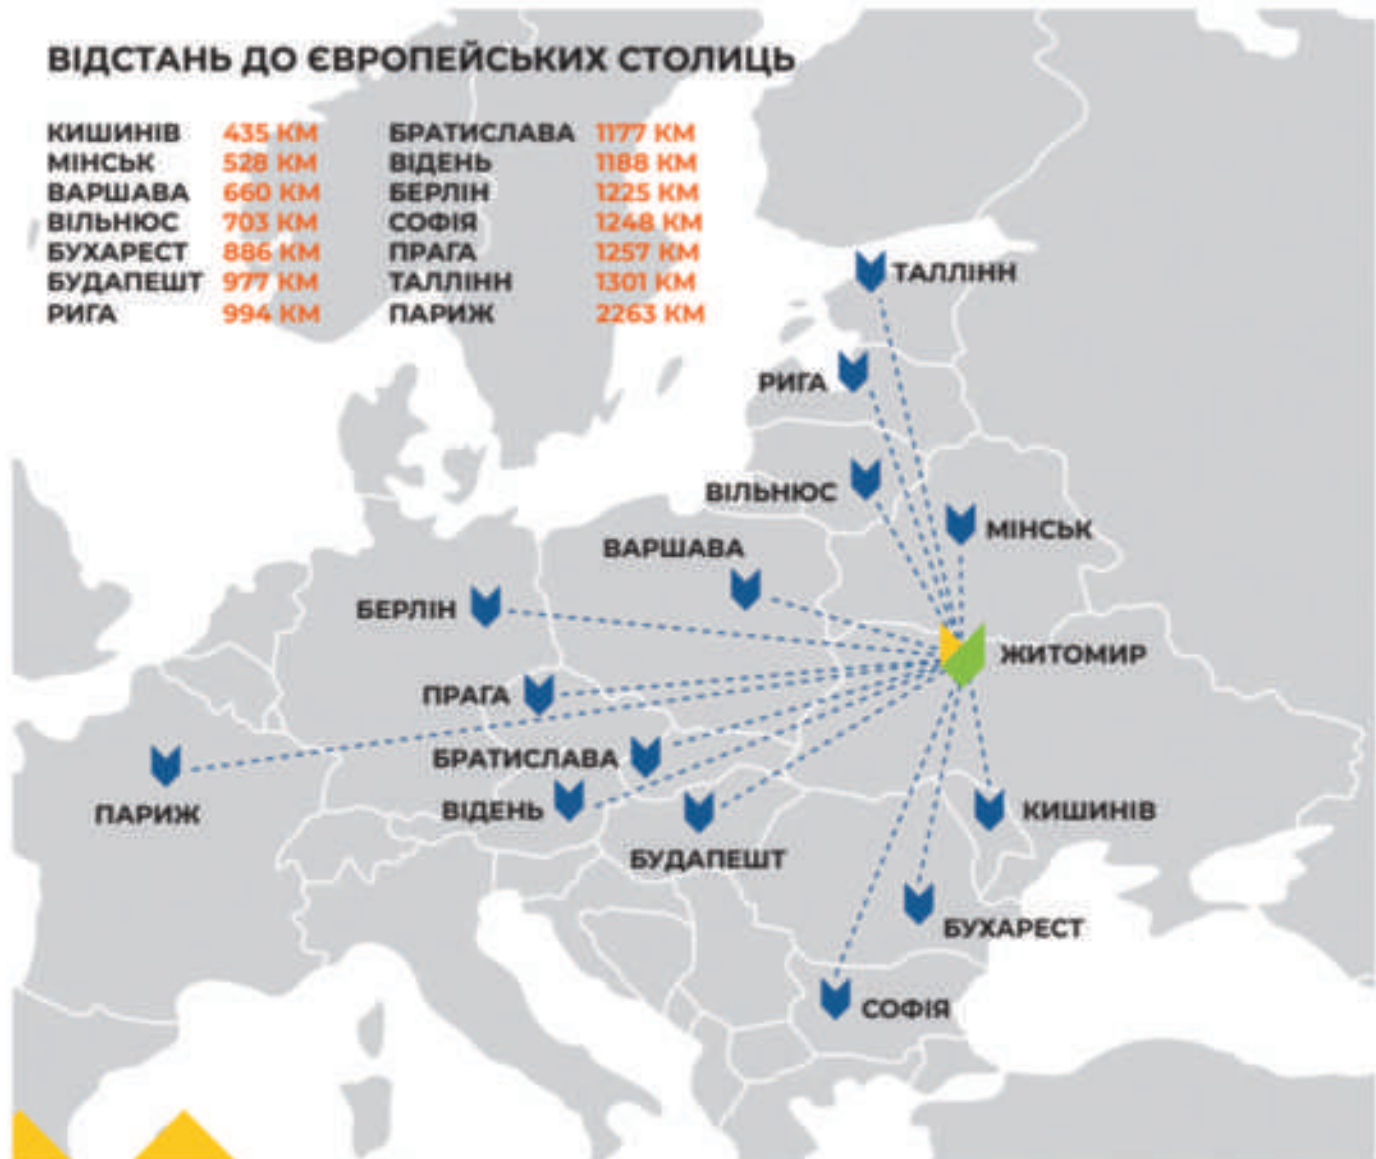 ВІДСТАНЬ ДО ЄВРОПЕЙСЬКИХ СТОЛИЦЬ
КИШИНІВ 435 КМ
МІНСЬК 528 КМ
ВАРШАВА 660 КМ
ВІЛЬНЮС 703 КМ
БУХАРЕСТ 886 КМ
БУДАПЕШТ 977 КМ
РИГА 994 КМ
БРАТИСЛАВА 1177 КМ
ВІДЕНЬ 1188 КМ
БЕРЛІН 1225 КМ
СОФІЯ 1248 КМ
ПРАГА 1257 КМ
ТАЛЛІНН 1301 КМ
ПАРИЖ 2263 КМ
ТАЛЛІНН
РИГА
ВІЛЬНЮС
МІНСЬК
ВАРШАВА
БЕРЛІН
ЖИТОМИР
ПРАГА
БРАТИСЛАВА
ПАРИЖ
ВІДЕНЬ
КИШИНІВ
БУДАПЕШТ
БУХАРЕСТ
СОФІЯ